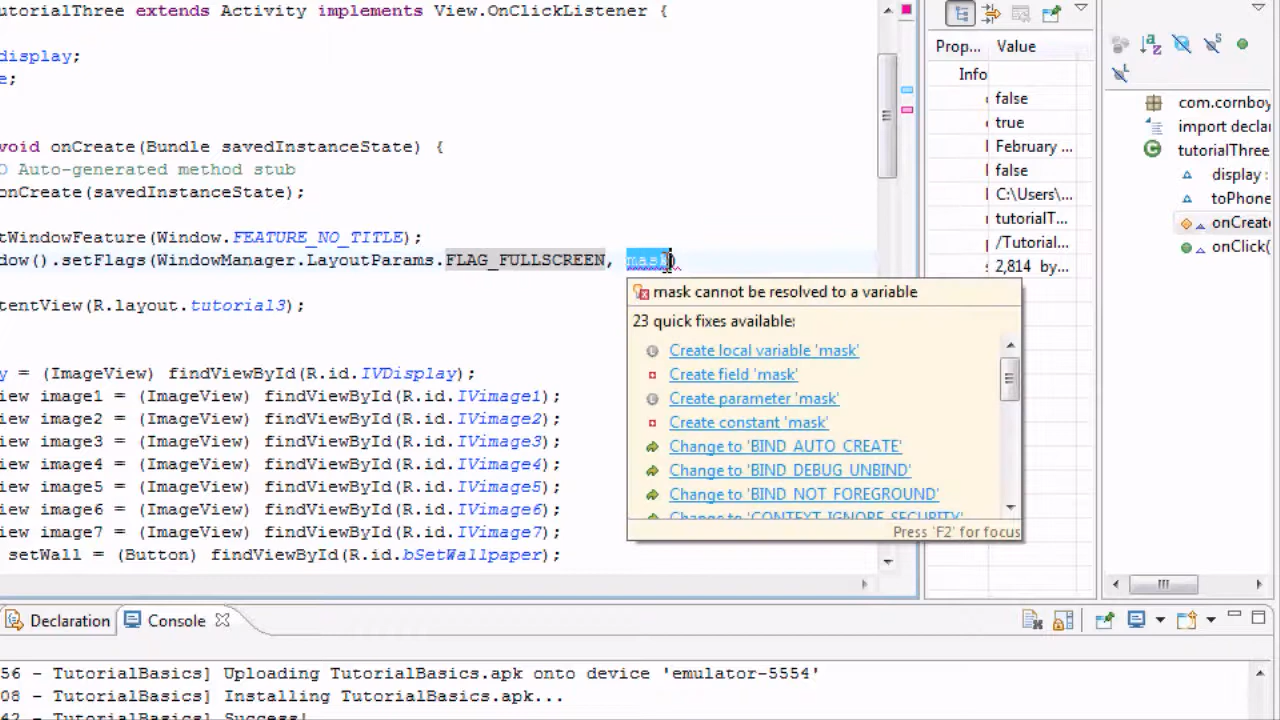 utorialThree extends Activity implements View.OnClickListener {
display;
e;
void onCreate(Bundle savedInstanceState) {
O Auto-generated method stub
onCreate(savedInstanceState);
tWindowFeature(Window.FEATURE_NO_TITLE);
dow().setFlags(WindowManager.LayoutParams.FLAG_FULLSCREEN, mask)
tentView(R.layout.tutorial3);
y = (ImageView) findViewById(R.id.IVDisplay);
iew image1 = (ImageView) findViewById(R.id.IVimage1);
iew image2 = (ImageView) findViewById(R.id.IVimage2);
iew image3 = (ImageView) findViewById(R.id.IVimage3);
iew image4 = (ImageView) findViewById(R.id.IVimage4);
iew image5 = (ImageView) findViewById(R.id.IVimage5);
iew image6 = (ImageView) findViewById(R.id.IVimage6);
iew image7 = (ImageView) findViewById(R.id.IVimage7);
setWall = (Button) findViewById(R.id.bSetWallpaper);
mask cannot be resolved to a variable
23 quick fixes available:
Create local variable 'mask'
Create field 'mask'
Create parameter 'mask'
Create constant 'mask'
Change to 'BIND_AUTO_CREATE'
Change to 'BIND_DEBUG_UNBIND'
Change to 'BIND_NOT_FOREGROUND'
Change to 'CONTEXT_IGNORE_SECURITY'
Press 'F2' for focus
Prop... Value
Info
false
true
February ...
false
C:\Users\...
tutorialT...
/Tutorial...
2,814 by...
com.cornboy
import declar
tutorialThree
display :
toPhone
onCreate
onClick(
Declaration Console
56 - TutorialBasics] Uploading TutorialBasics.apk onto device 'emulator-5554'
08 - TutorialBasics] Installing TutorialBasics.apk...
42 - TutorialBasics] Success!